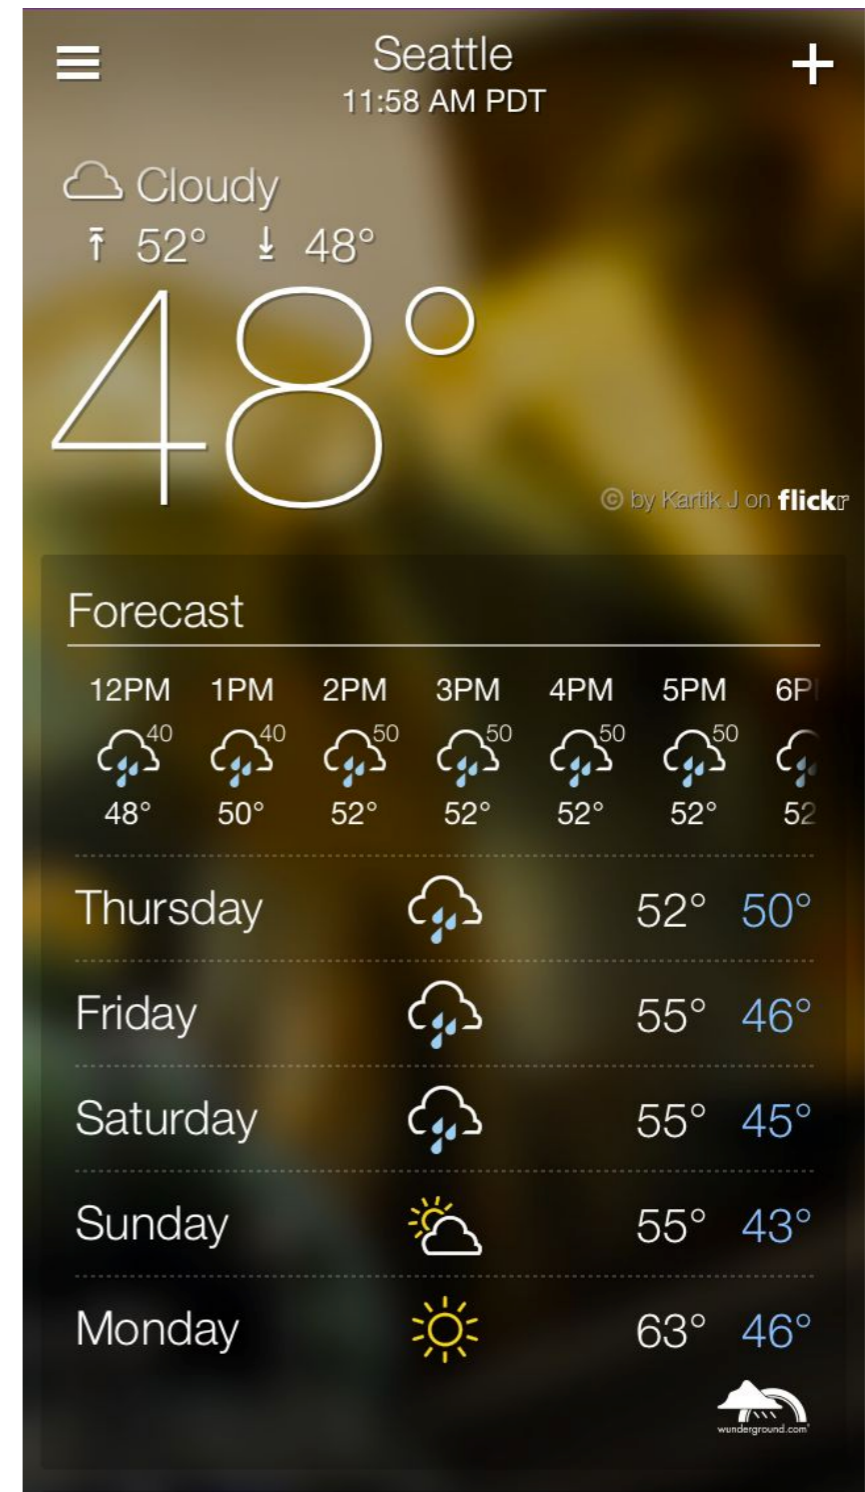 Seattle
11:58 AM PDT
Cloudy
52° 48°
48°
© by Kartik J on flickr
Forecast
12PM 1PM 2PM 3PM 4PM 5PM 6P
40 40 50 50 50 50
48° 50° 52° 52° 52° 52° 52
Thursday 52° 50°
Friday 55° 46°
Saturday 55° 45°
Sunday 55° 43°
Monday 63° 46°
wunderground.com